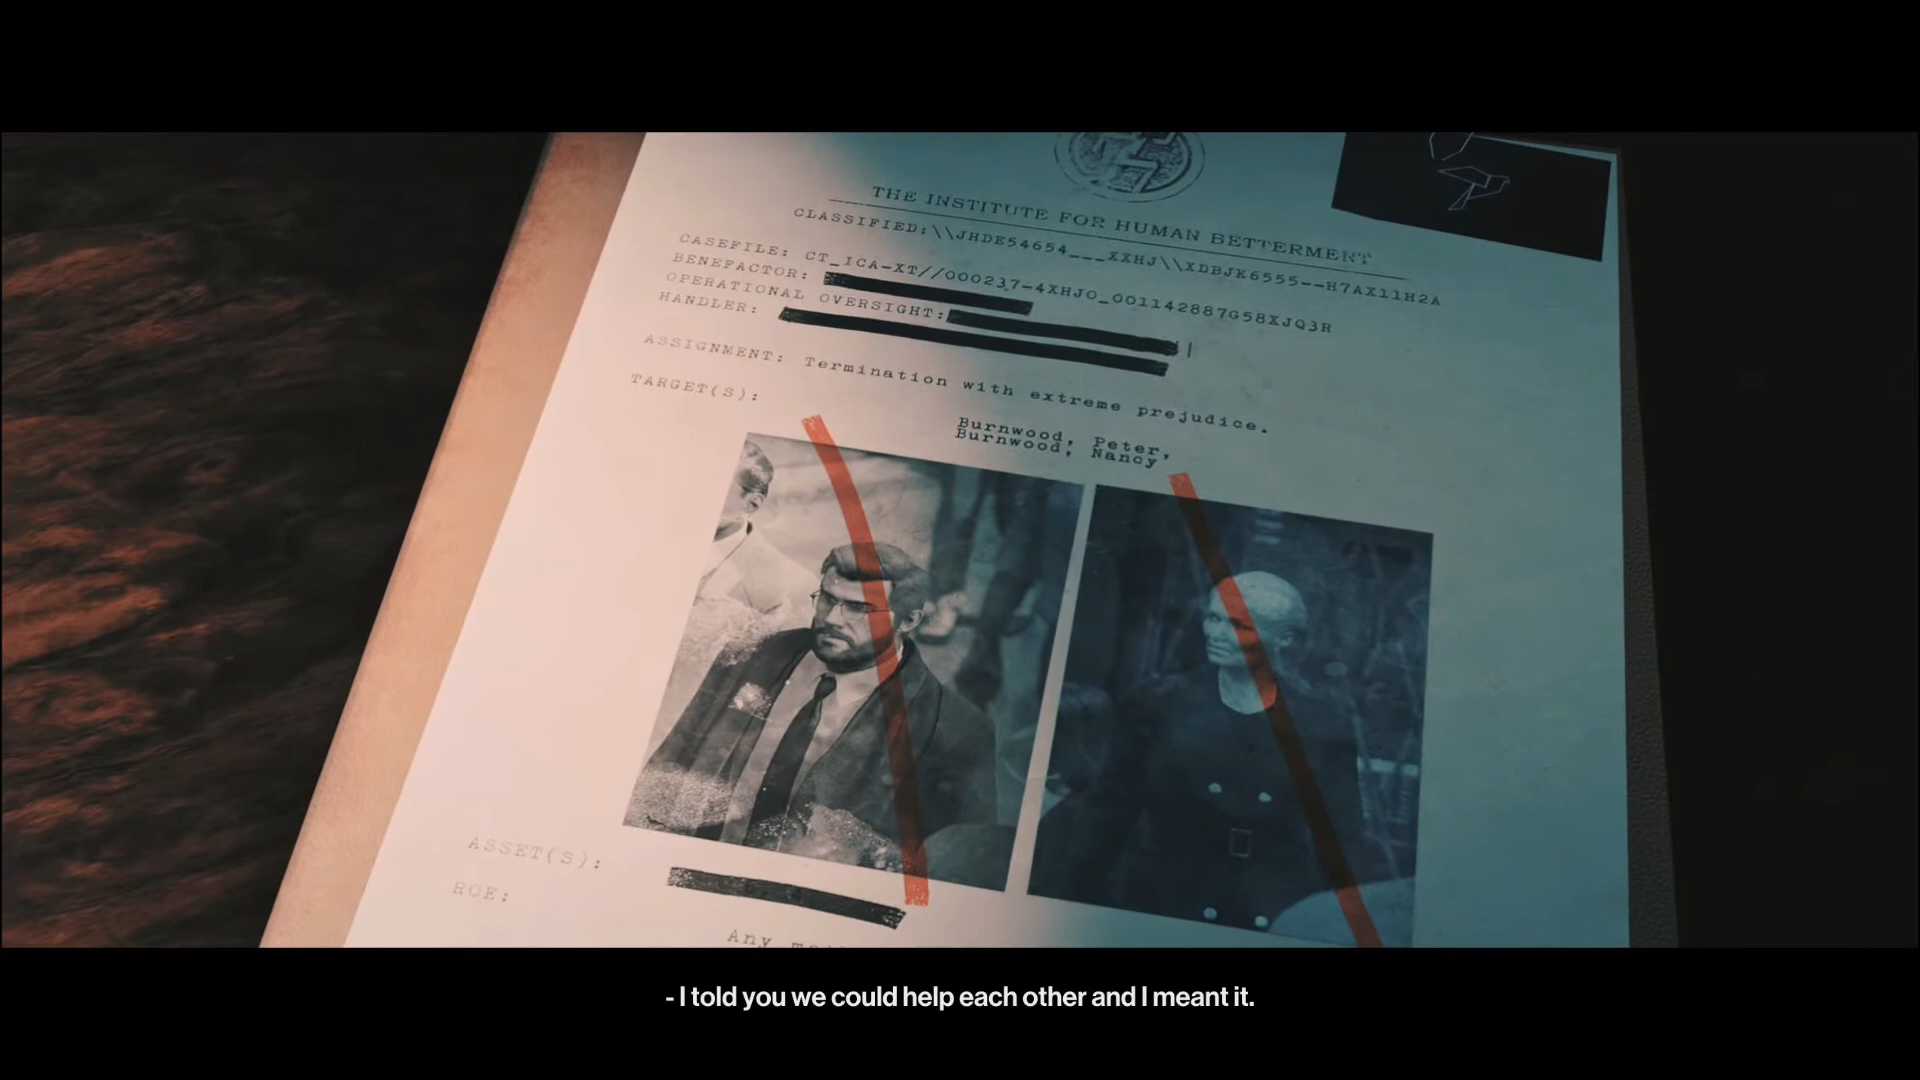 THE INSTITUTE FOR HUMAN BETTERMENT
CLASSIFIED:\\JHDE54654___XXHJ\\XDBJK6555--H7AX11H2A
CASEFILE: CT_ICA-XT//000237-4XHJO_001142887G58XJQ3R
BENEFACTOR:
OPERATIONAL OVERSIGHT:
HANDLER:
ASSIGNMENT: Termination with extreme prejudice.
TARGET(S):
Burnwood, Peter,
Burnwood, Nancy
ASSET(S):
ROE:
Any
- I told you we could help each other and I meant it.